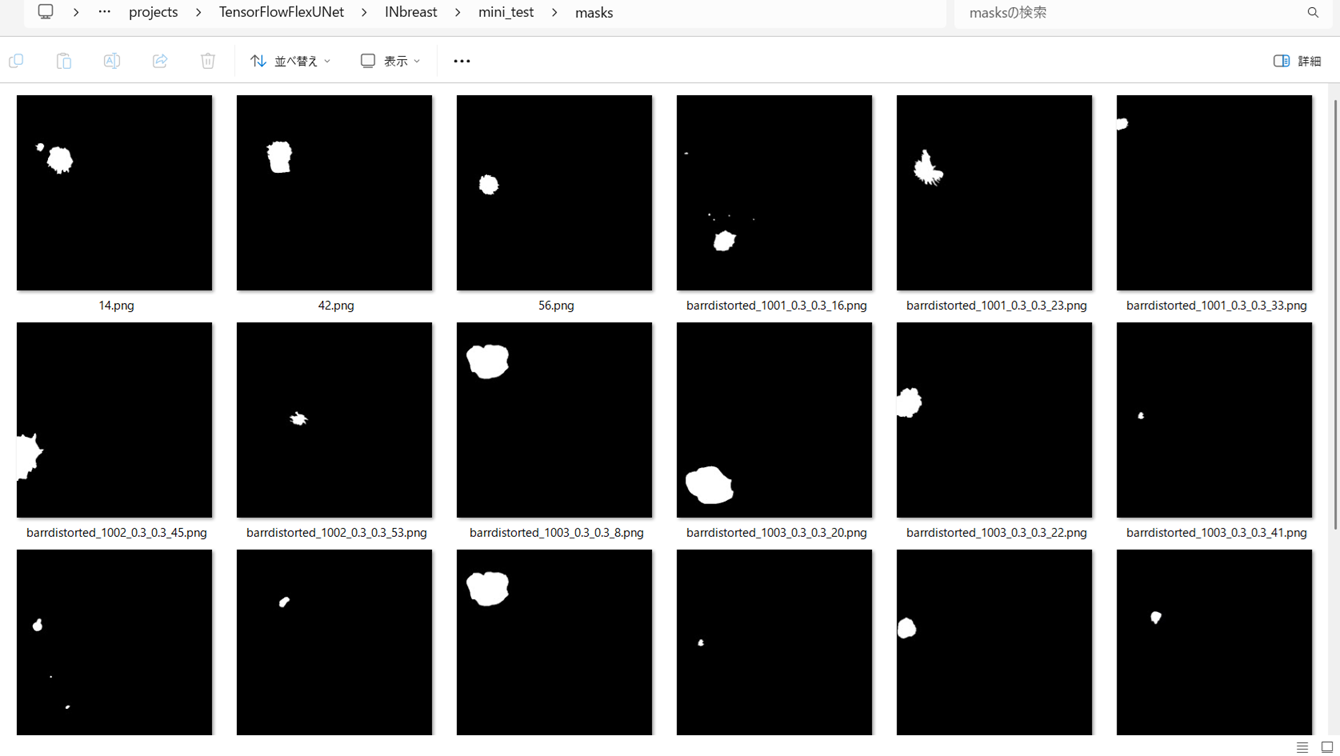 projects > TensorFlowFlexUNet > INbreast > mini_test > masks
masksの検索
並べ替え 表示 詳細
14.png 42.png 56.png barrdistorted_1001_0.3_0.3_16.png barrdistorted_1001_0.3_0.3_23.png barrdistorted_1001_0.3_0.3_33.png
barrdistorted_1002_0.3_0.3_45.png barrdistorted_1002_0.3_0.3_53.png barrdistorted_1003_0.3_0.3_8.png barrdistorted_1003_0.3_0.3_20.png barrdistorted_1003_0.3_0.3_22.png barrdistorted_1003_0.3_0.3_41.png